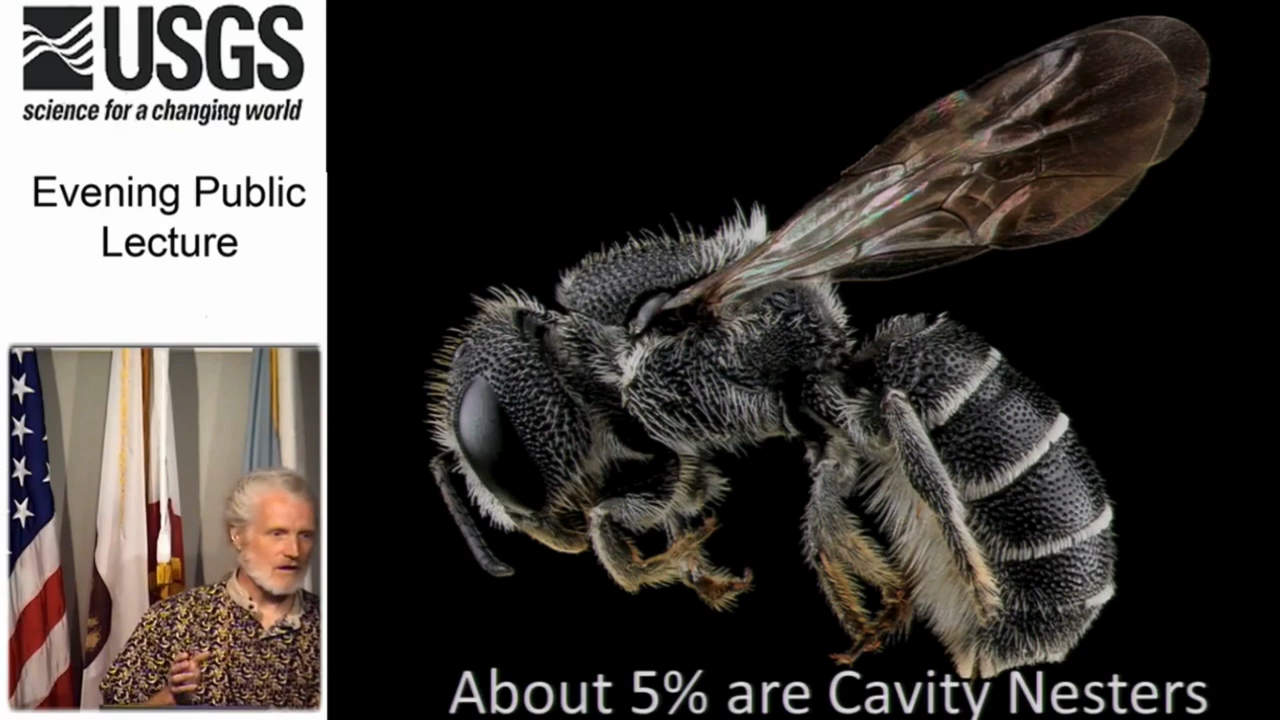 USGS
science for a changing world
Evening Public
Lecture
About 5% are Cavity Nesters